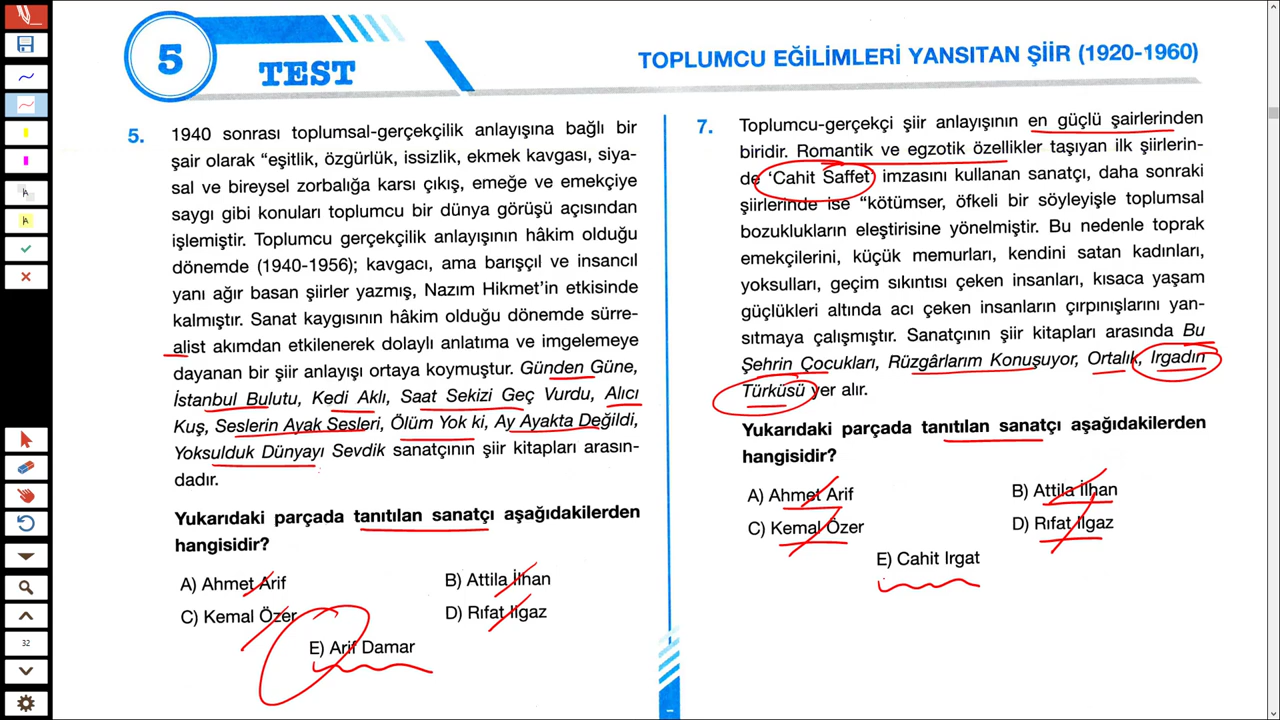 5
TEST
TOPLUMCU EĞİLİMLERİ YANSITAN ŞİİR (1920-1960)
5.
1940 sonrası toplumsal-gerçekçilik anlayışına bağlı bir
şair olarak “eşitlik, özgürlük, issizlik, ekmek kavgası, siya-
sal ve bireysel zorbalığa karsı çıkış, emeğe ve emekçiye
saygı gibi konuları toplumcu bir dünya görüşü açısından
işlemiştir. Toplumcu gerçekçilik anlayışının hâkim olduğu
dönemde (1940-1956); kavgacı, ama barışçıl ve insancıl
yanı ağır basan şiirler yazmış, Nazım Hikmet’in etkisinde
kalmıştır. Sanat kaygısının hâkim olduğu dönemde sürre-
alist akımdan etkilenerek dolaylı anlatıma ve imgelemeye
dayanan bir şiir anlayışı ortaya koymuştur. Günden Güne,
İstanbul Bulutu, Kedi Aklı, Saat Sekizi Geç Vurdu, Alıcı
Kuş, Seslerin Ayak Sesleri, Ölüm Yok ki, Ay Ayakta Değildi,
Yoksulduk Dünyayı Sevdik sanatçının şiir kitapları arasın-
dadır.
Yukarıdaki parçada tanıtılan sanatçı aşağıdakilerden
hangisidir?
A) Ahmet Arif
B) Attila İlhan
C) Kemal Özer
D) Rıfat Ilgaz
E) Arif Damar
7.
Toplumcu-gerçekçi şiir anlayışının en güçlü şairlerinden
biridir. Romantik ve egzotik özellikler taşıyan ilk şiirlerin-
de ‘Cahit Saffet’ imzasını kullanan sanatçı, daha sonraki
şiirlerinde ise “kötümser, öfkeli bir söyleyişle toplumsal
bozuklukların eleştirisine yönelmiştir. Bu nedenle toprak
emekçilerini, küçük memurları, kendini satan kadınları,
yoksulları, geçim sıkıntısı çeken insanları, kısaca yaşam
güçlükleri altında acı çeken insanların çırpınışlarını yan-
sıtmaya çalışmıştır. Sanatçının şiir kitapları arasında Bu
Şehrin Çocukları, Rüzgârlarım Konuşuyor, Ortalık, Irgadın
Türküsü yer alır.
Yukarıdaki parçada tanıtılan sanatçı aşağıdakilerden
hangisidir?
A) Ahmet Arif
B) Attila İlhan
C) Kemal Özer
D) Rıfat Ilgaz
E) Cahit Irgat
32